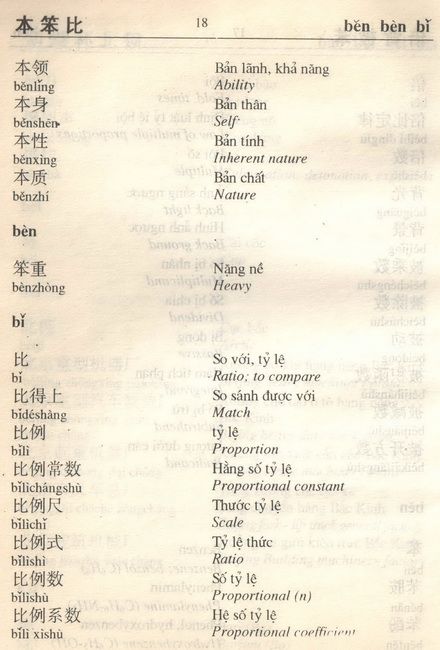 本笨比 18 běn bèn bǐ
本领 Bản lãnh, khả năng
běnlǐng Ability
本身 Bản thân
běnshēn Self
本性 Bản tính
běnxìng Inherent nature
本质 Bản chất
běnzhí Nature
bèn
笨重 Nặng nề
bènzhòng Heavy
bǐ
比 So với, tỷ lệ
bǐ Ratio; to compare
比得上 So sánh được với
bǐdéshàng Match
比例 tỷ lệ
bǐlì Proportion
比例常数 Hằng số tỷ lệ
bǐlìchángshù Proportional constant
比例尺 Thước tỷ lệ
bǐlìchǐ Scale
比例式 Tỷ lệ thức
bǐlìshì Ratio
比例数 Số tỷ lệ
bǐlìshù Proportional (n)
比例系数 Hệ số tỷ lệ
bǐlì xìshù Proportional coefficient